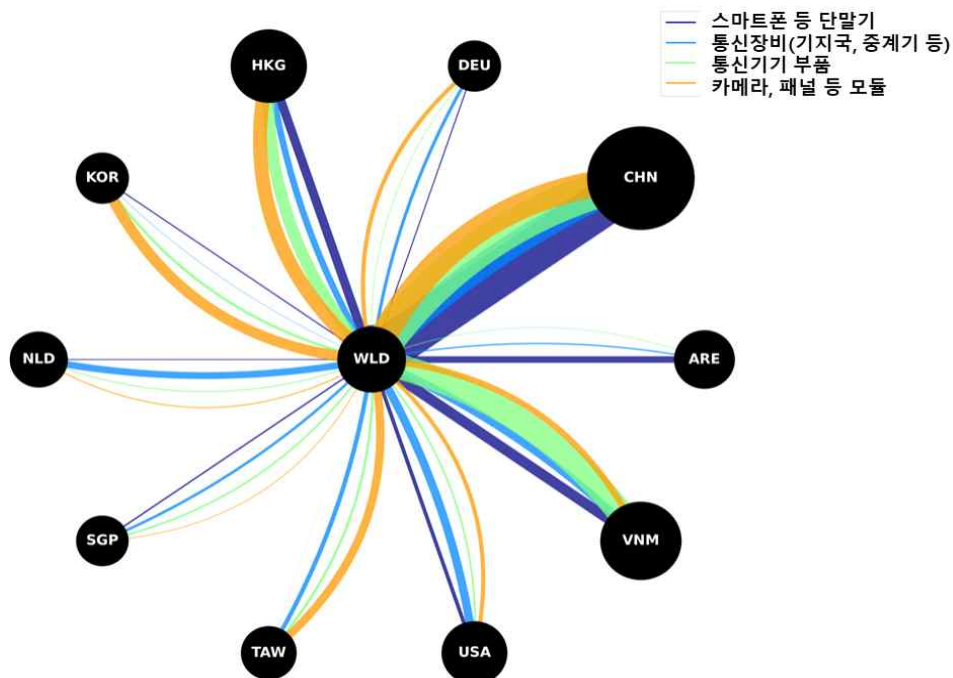 스마트폰 등 단말기
통신장비(기지국, 중계기 등)
통신기기 부품
카메라, 패널 등 모듈
HKG
DEU
CHN
KOR
NLD
WLD
ARE
SGP
VNM
TAW
USA